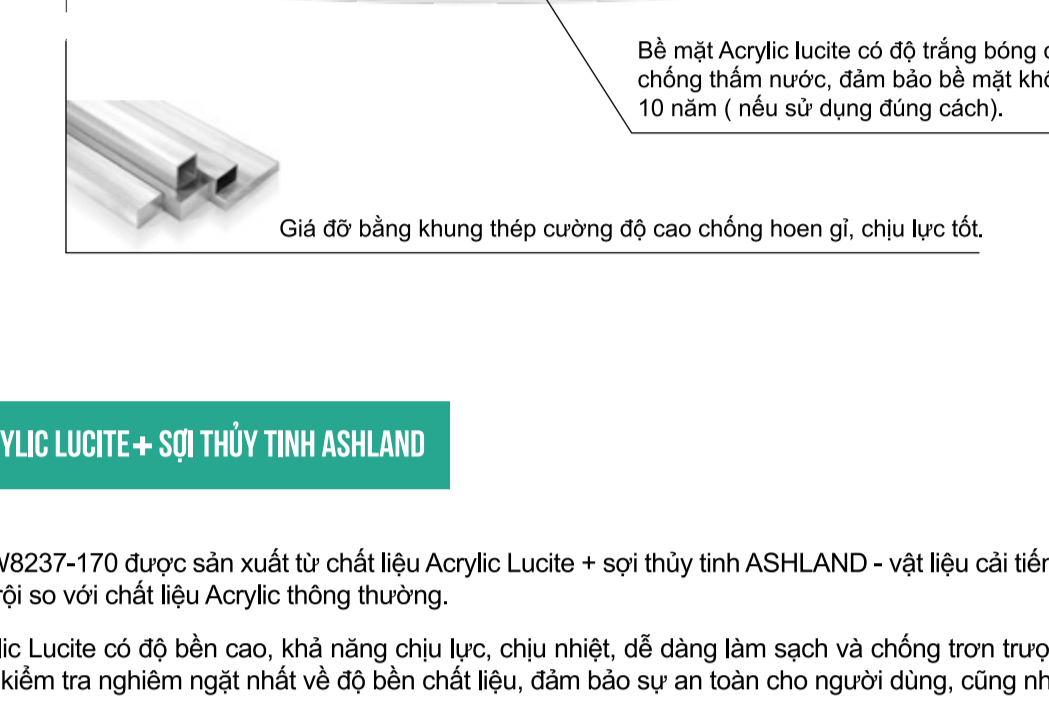 Bề mặt Acrylic lucite có độ trắng bóng
chống thấm nước, đảm bảo bề mặt
10 năm ( nếu sử dụng đúng cách).
Giá đỡ bằng khung thép cường độ cao chống hoen gỉ, chịu lực tốt.
YLIC LUCITE+ SỢI THỦY TINH ASHLAND
8237-170 được sản xuất từ chất liệu Acrylic Lucite + sợi thủy tinh ASHLAND - vật liệu cải tiến
so với chất liệu Acrylic thông thường.
lic Lucite có độ bền cao, khả năng chịu lực, chịu nhiệt, dễ dàng làm sạch và chống trơn
kiểm tra nghiêm ngặt nhất về độ bền chất liệu, đảm bảo sự an toàn cho người dùng, cũng